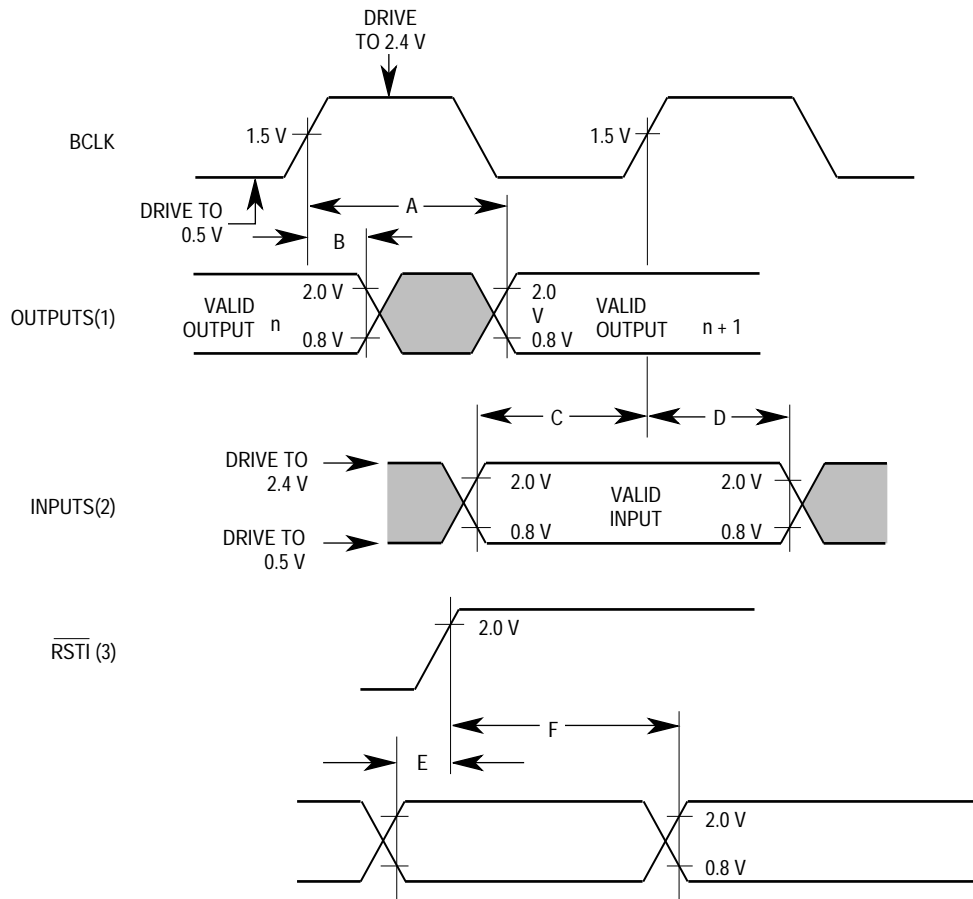 DRIVE
TO 2.4 V
BCLK
1.5 V
1.5 V
DRIVE TO
0.5 V
A
B
OUTPUTS(1)
VALID
OUTPUT n
2.0 V
0.8 V
2.0
V
0.8 V
VALID
OUTPUT n + 1
C
D
INPUTS(2)
DRIVE TO
2.4 V
DRIVE TO
0.5 V
2.0 V
0.8 V
VALID
INPUT
2.0 V
0.8 V
RSTI (3)
2.0 V
F
E
2.0 V
0.8 V